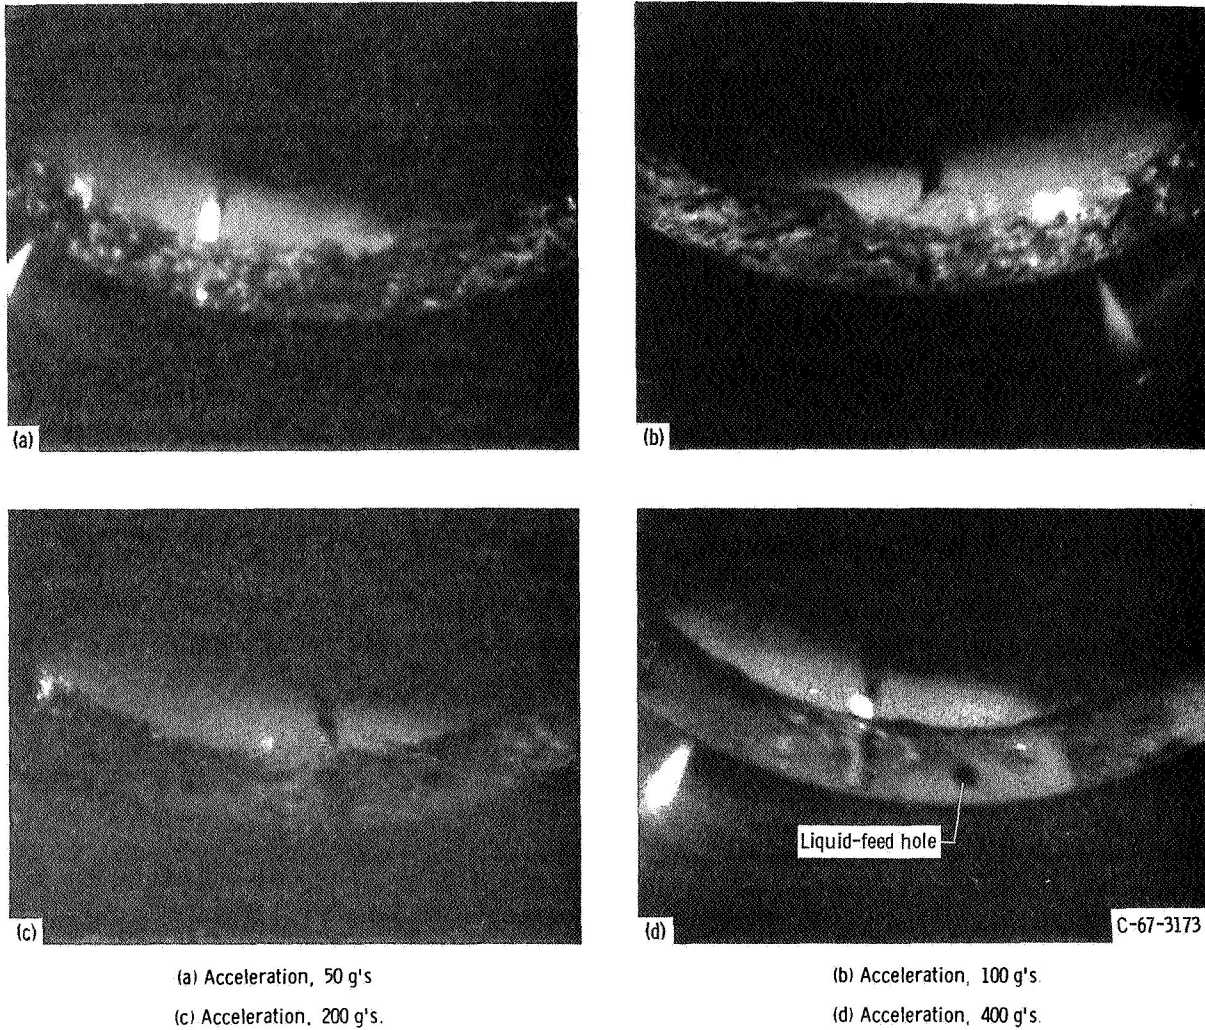 (a)
(b)
(c)
Liquid-feed hole
(d)
C-67-3173
(a) Acceleration, 50 g's
(b) Acceleration, 100 g's.
(c) Acceleration, 200 g's.
(d) Acceleration, 400 g's.